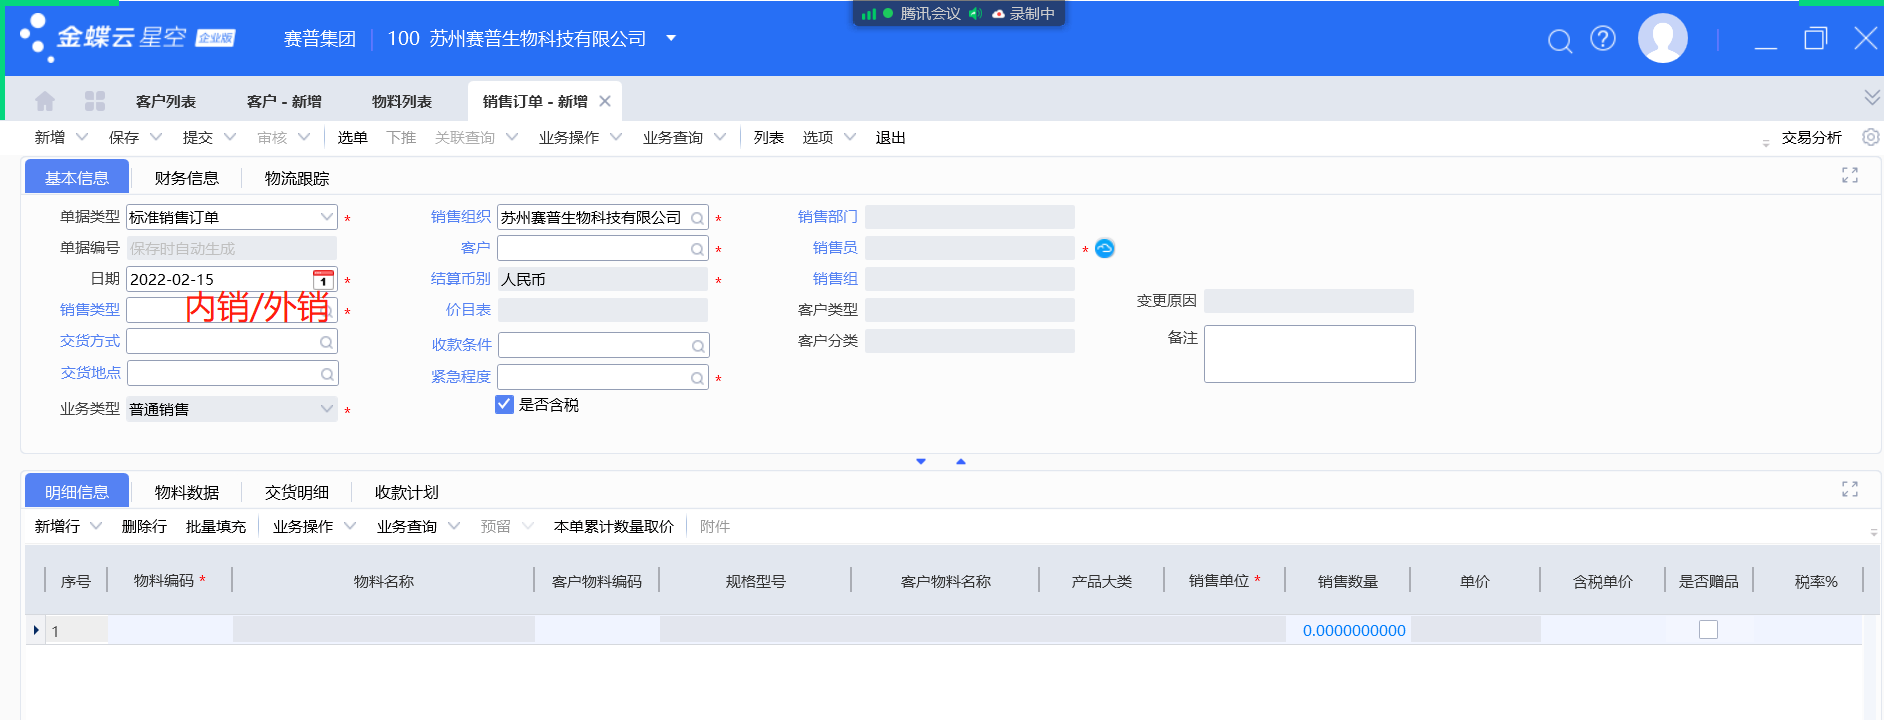 腾讯会议 录制中
金蝶云 星空 企业版 赛普集团 100 苏州赛普生物科技有限公司
客户列表 客户 - 新增 物料列表 销售订单 - 新增
新增 保存 提交 审核 选单 下推 关联查询 业务操作 业务查询 列表 选项 退出 交易分析
基本信息 财务信息 物流跟踪
单据类型 标准销售订单 * 销售组织 苏州赛普生物科技有限公司 * 销售部门
单据编号 保存时自动生成 客户 * 销售员 *
日期 2022-02-15 1 * 结算币别 人民币 * 销售组
销售类型 内销/外销 * 价目表 客户类型 变更原因
交货方式 收款条件 客户分类 备注
交货地点 紧急程度 *
业务类型 普通销售 * 是否含税
明细信息 物料数据 交货明细 收款计划
新增行 删除行 批量填充 业务操作 业务查询 预留 本单累计数量取价 附件
序号 物料编码 * 物料名称 客户物料编码 规格型号 客户物料名称 产品大类 销售单位 * 销售数量 单价 含税单价 是否赠品 税率%
1 0.0000000000